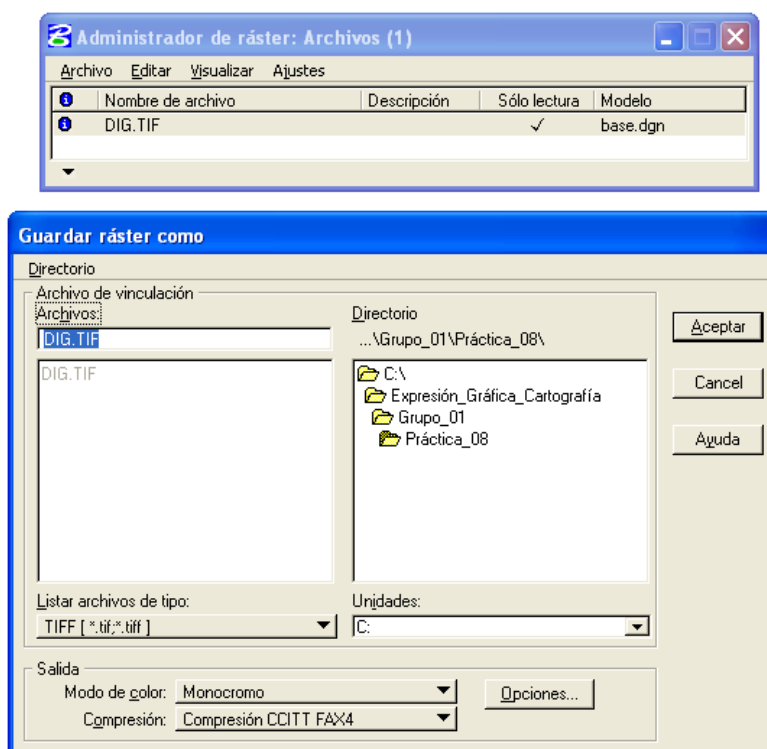 Administrador de ráster: Archivos (1)
Archivo Editar Visualizar Ajustes
Nombre de archivo Descripción Sólo lectura Modelo
DIG.TIF base.dgn
Guardar ráster como
Directorio
Archivo de vinculación
Archivos:
DIG.TIF
DIG.TIF
Directorio
...\Grupo_01\Práctica_08\
C:\
Expresión_Gráfica_Cartografía
Grupo_01
Práctica_08
Aceptar
Cancel
Ayuda
Listar archivos de tipo:
TIFF [ *.tif;*.tiff ]
Unidades:
C:
Salida
Modo de color: Monocromo
Opciones...
Compresión: Compresión CCITT FAX4